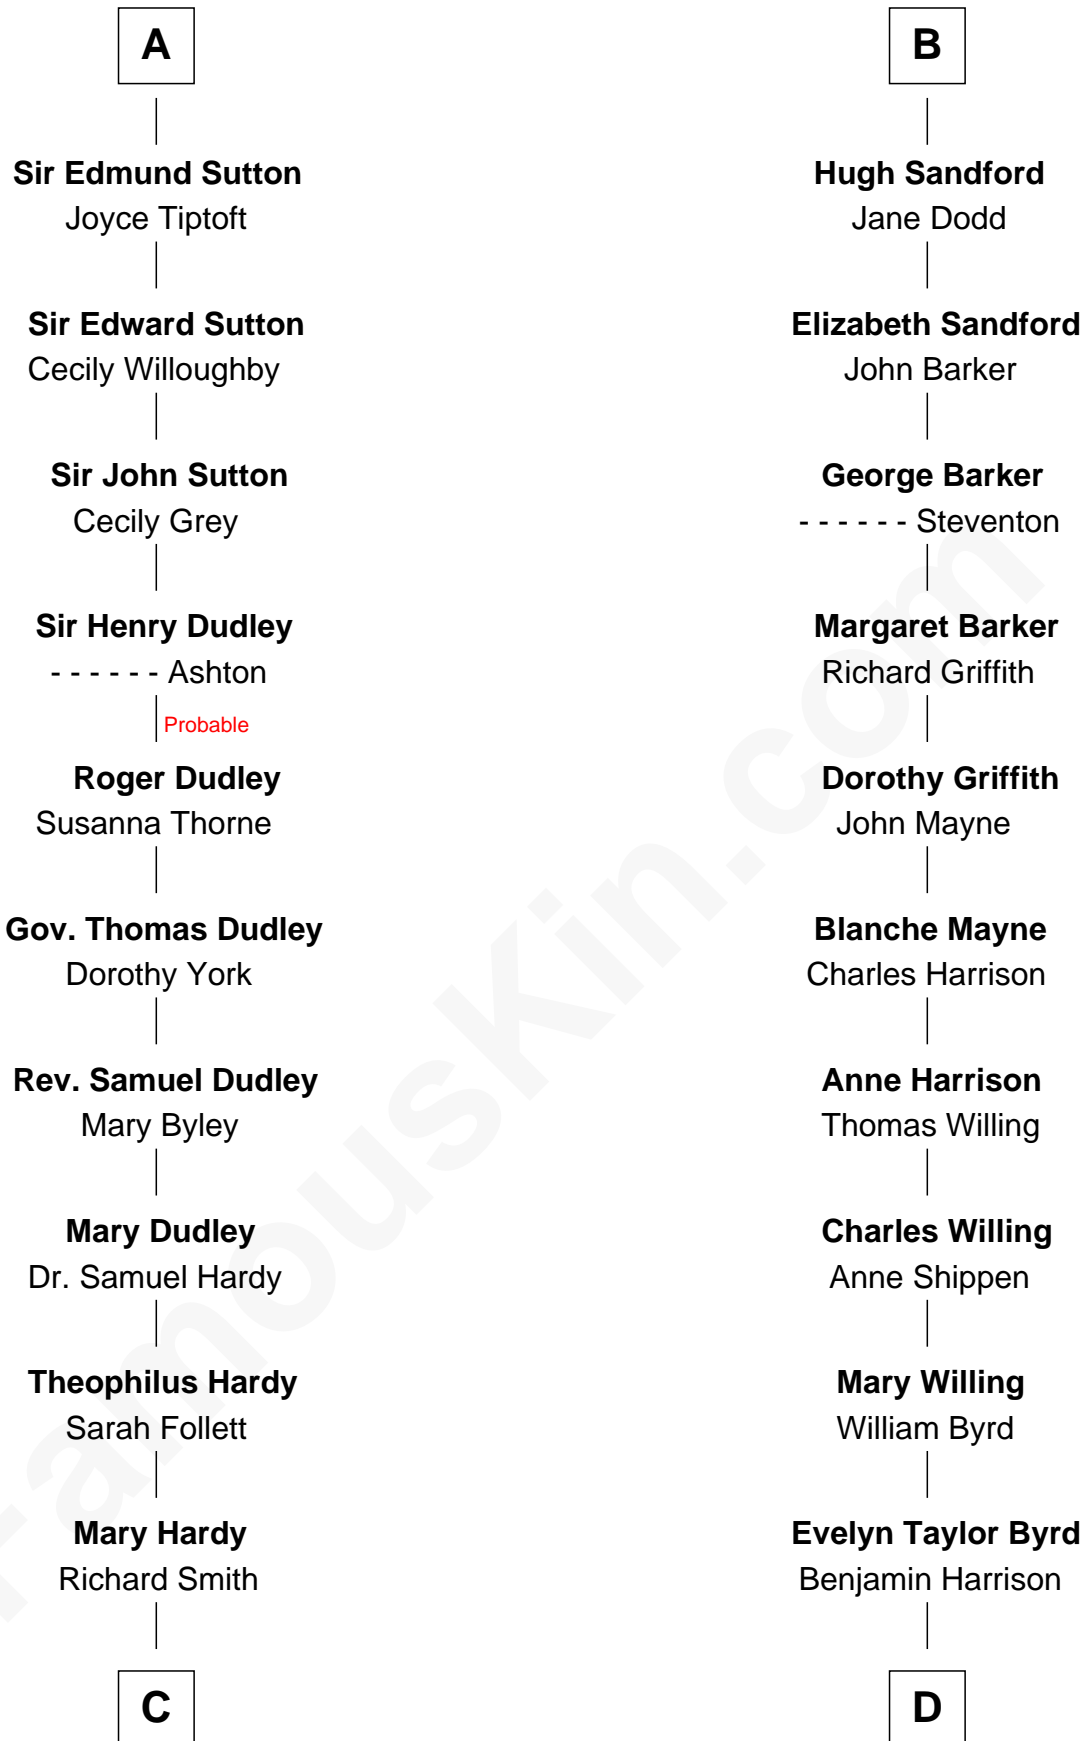 A
Sir Edmund Sutton
Joyce Tiptoft
Sir Edward Sutton
Cecily Willoughby
Sir John Sutton
Cecily Grey
Sir Henry Dudley
- - - - - - Ashton
Probable
Roger Dudley
Susanna Thorne
Gov. Thomas Dudley
Dorothy York
Rev. Samuel Dudley
Mary Byley
Mary Dudley
Dr. Samuel Hardy
Theophilus Hardy
Sarah Follett
Mary Hardy
Richard Smith
C
B
Hugh Sandford
Jane Dodd
Elizabeth Sandford
John Barker
George Barker
- - - - - - Steventon
Margaret Barker
Richard Griffith
Dorothy Griffith
John Mayne
Blanche Mayne
Charles Harrison
Anne Harrison
Thomas Willing
Charles Willing
Anne Shippen
Mary Willing
William Byrd
Evelyn Taylor Byrd
Benjamin Harrison
D
FamousKin.com